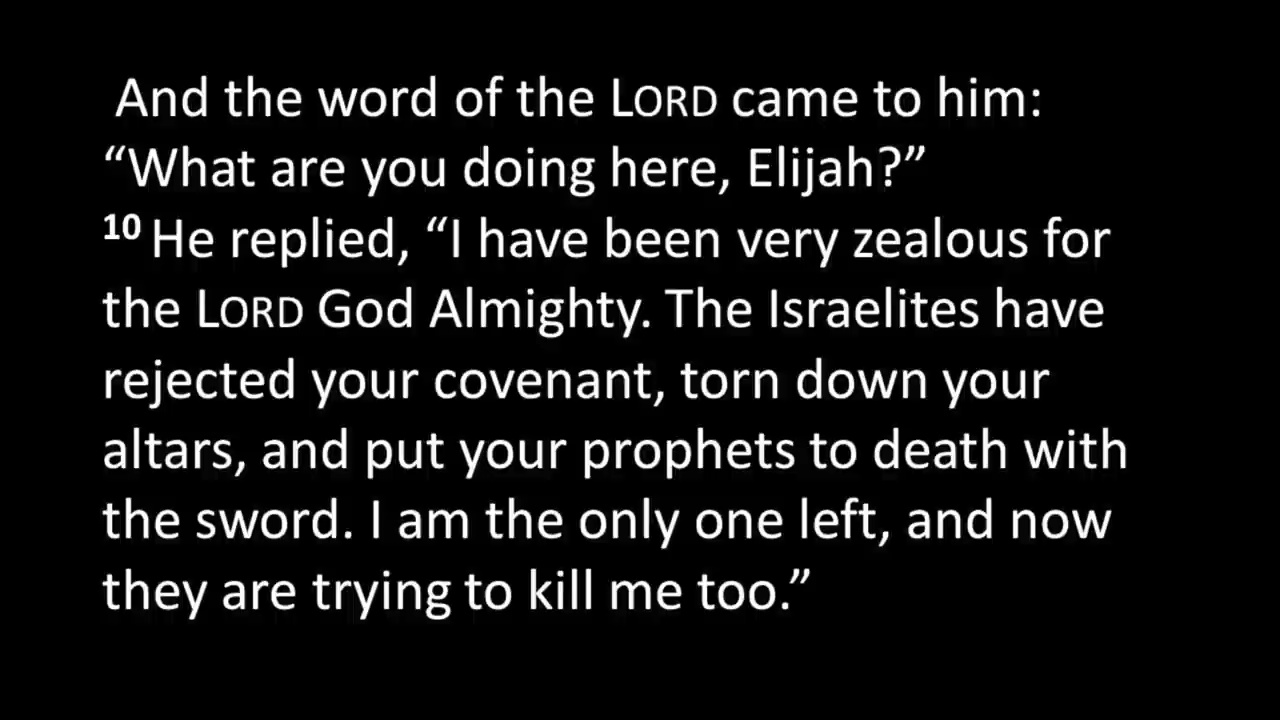 And the word of the LORD came to him:
“What are you doing here, Elijah?”
10 He replied, “I have been very zealous for
the LORD God Almighty. The Israelites have
rejected your covenant, torn down your
altars, and put your prophets to death with
the sword. I am the only one left, and now
they are trying to kill me too.”